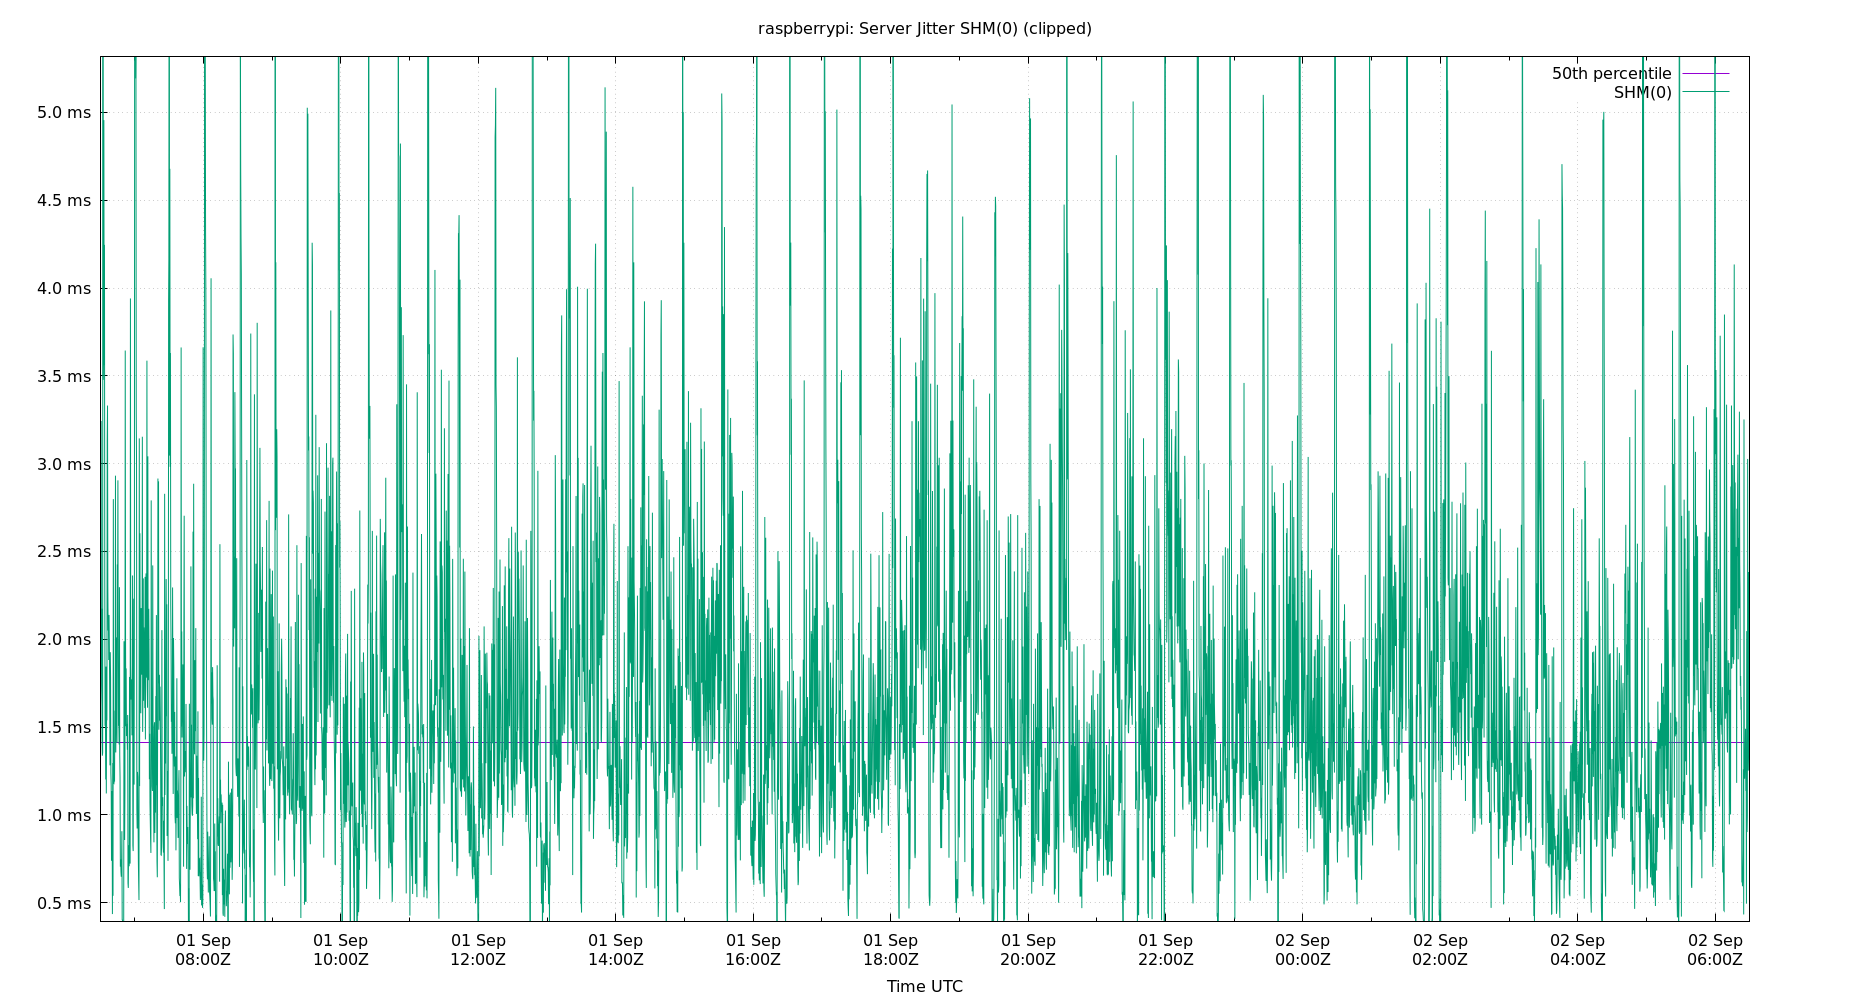 raspberrypi: Server Jitter SHM(0) (clipped)
50th percentile
SHM(0)
5.0 ms
4.5 ms
4.0 ms
3.5 ms
3.0 ms
2.5 ms
2.0 ms
1.5 ms
1.0 ms
0.5 ms
01 Sep 01 Sep 01 Sep 01 Sep 01 Sep 01 Sep 01 Sep 01 Sep 02 Sep 02 Sep 02 Sep 02 Sep
08:00Z 10:00Z 12:00Z 14:00Z 16:00Z 18:00Z 20:00Z 22:00Z 00:00Z 02:00Z 04:00Z 06:00Z
Time UTC